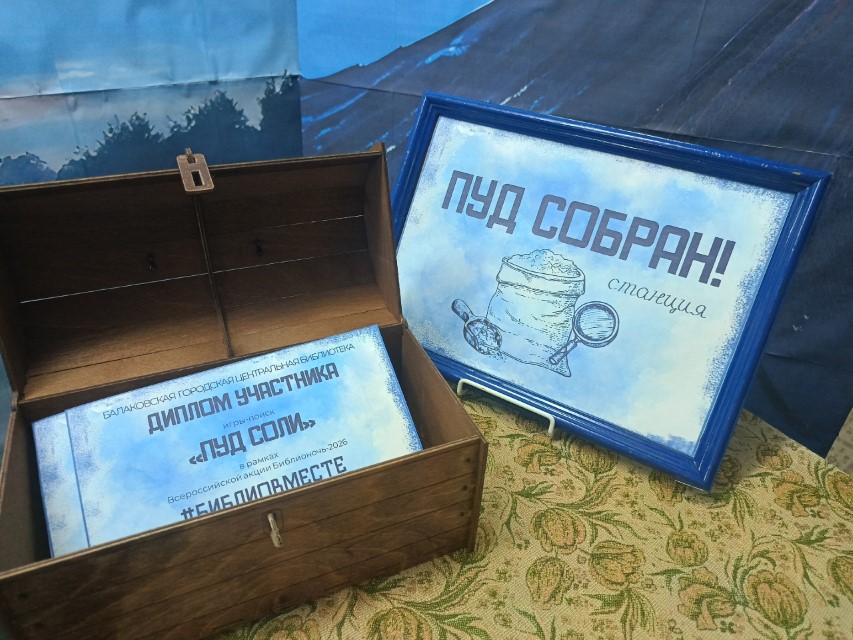 БАЛАКОВСКАЯ ГОРОДСКАЯ ЦЕНТРАЛЬНАЯ БИБЛИОТЕКА
ДИПЛОМ УЧАСТНИКА
игры-поиск
«ПУД СОЛИ»
в рамках
Всероссийской акции Библионочь-2026
#БИБЛИОВМЕСТЕ
ПУД СОБРАН!
станция